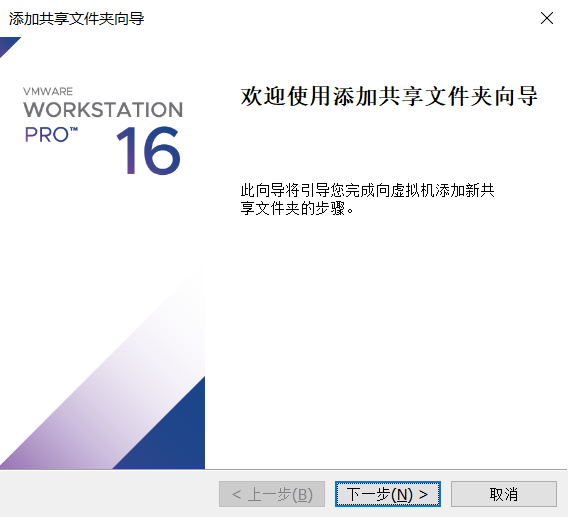 添加共享文件夹向导
VMWARE
WORKSTATION
PRO™
16
欢迎使用添加共享文件夹向导
此向导将引导您完成向虚拟机添加新共
享文件夹的步骤。
< 上一步(B)
下一步(N) >
取消